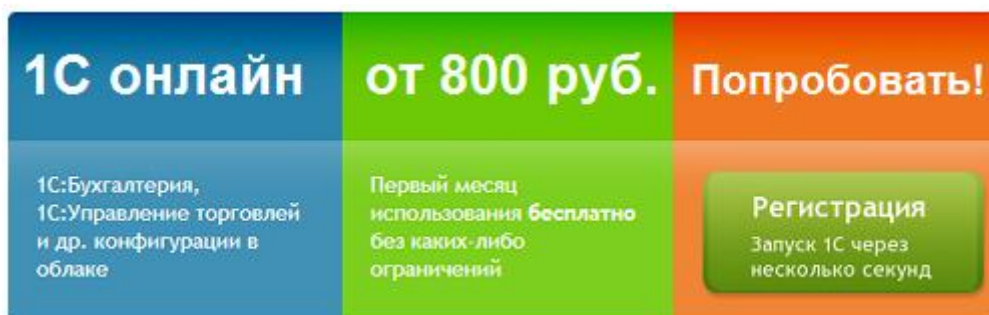 1С онлайн
от 800 руб.
Попробовать!
1С:Бухгалтерия,
1С:Управление торговлей
и др. конфигурации в
облаке
Первый месяц
использования бесплатно
без каких-либо
ограничений
Регистрация
Запуск 1С через
несколько секунд